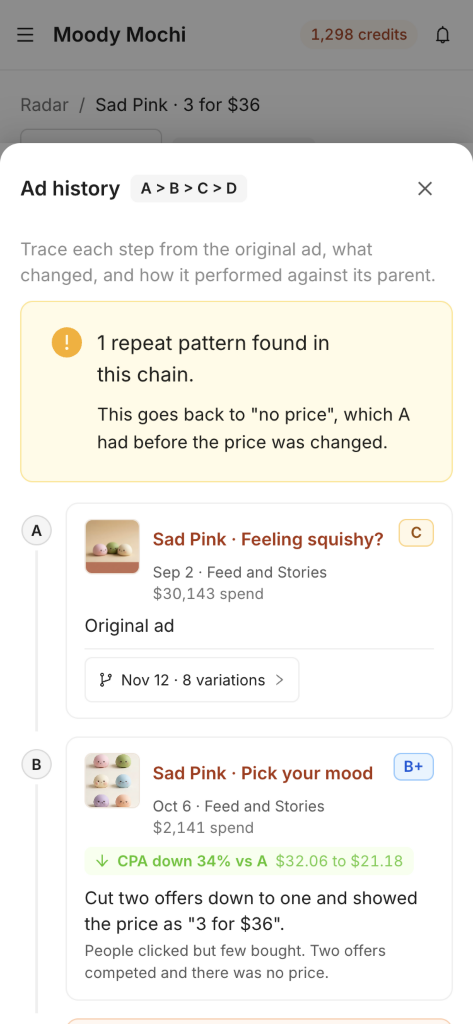 Moody Mochi
1,298 credits
Radar / Sad Pink · 3 for $36
Ad history
A > B > C > D
Trace each step from the original ad, what
changed, and how it performed against its parent.
!
1 repeat pattern found in
this chain.
This goes back to "no price", which A
had before the price was changed.
A
Sad Pink · Feeling squishy?
C
Sep 2 · Feed and Stories
$30,143 spend
Original ad
Nov 12 · 8 variations
B
Sad Pink · Pick your mood
B+
Oct 6 · Feed and Stories
$2,141 spend
CPA down 34% vs A $32.06 to $21.18
Cut two offers down to one and showed
the price as "3 for $36".
People clicked but few bought. Two offers
competed and there was no price.